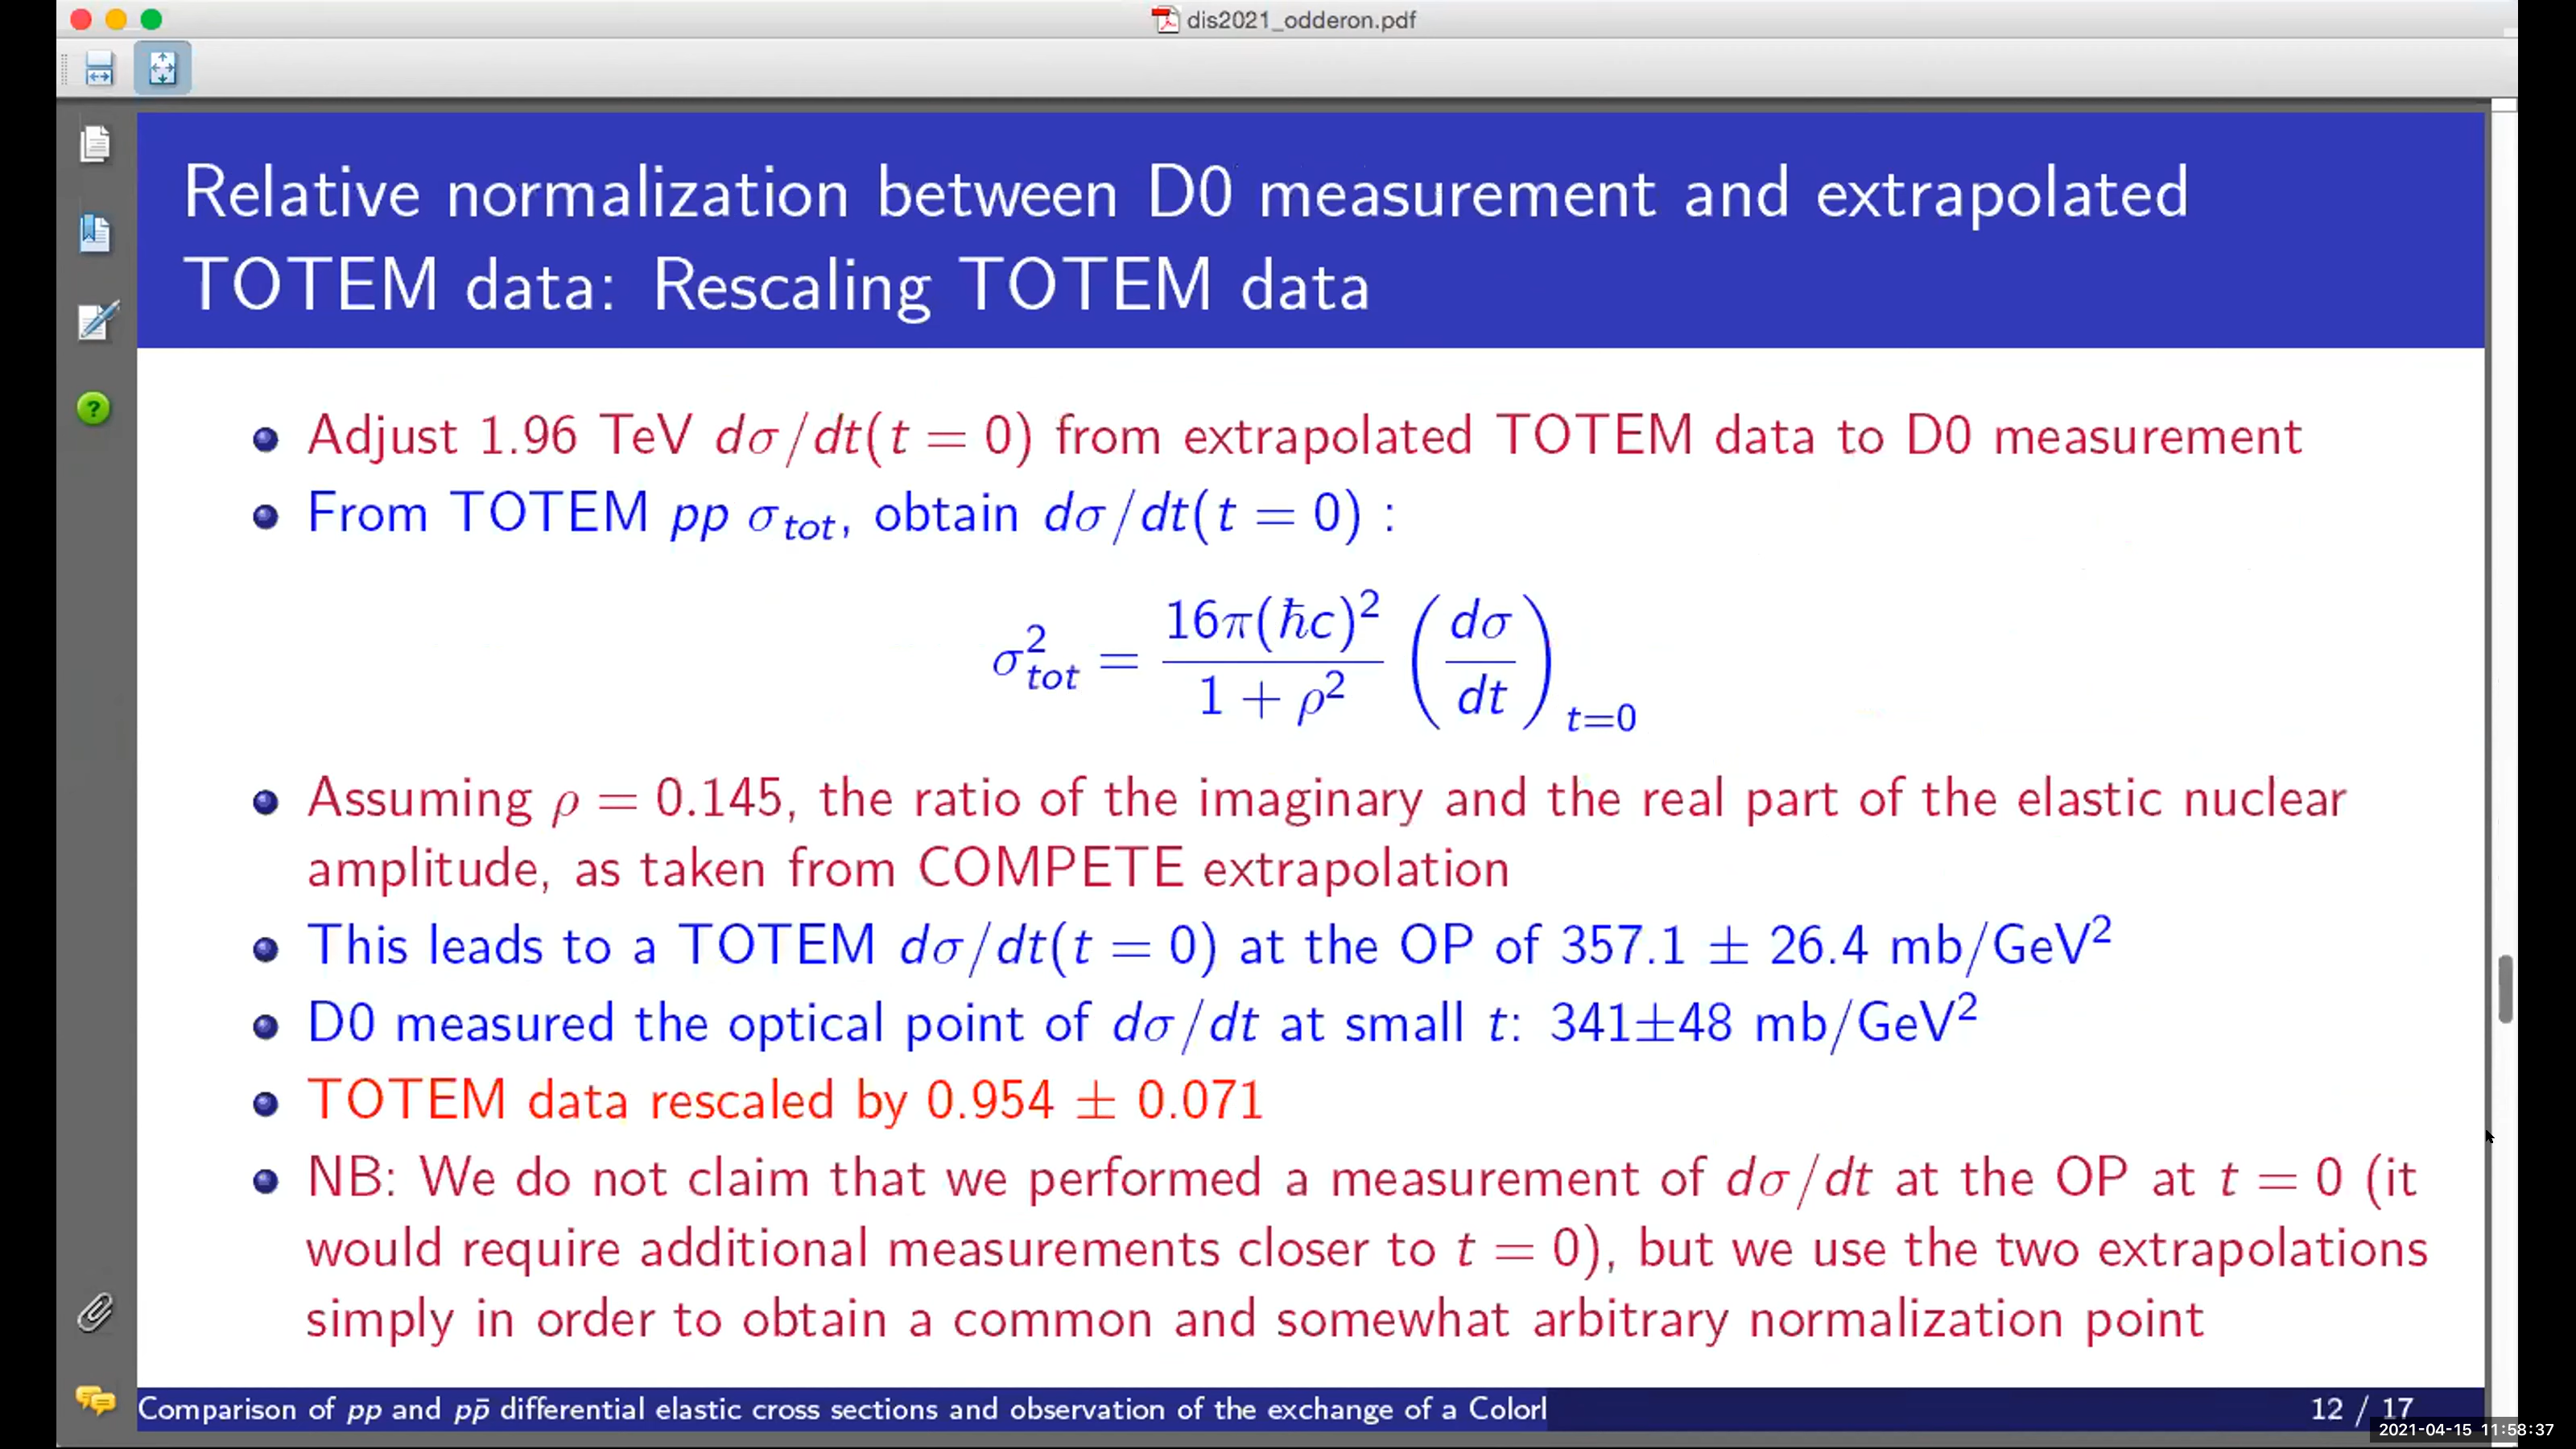 dis2021_odderon.pdf
Relative normalization between D0 measurement and extrapolated
TOTEM data: Rescaling TOTEM data
Adjust 1.96 TeV dσ/dt(t = 0) from extrapolated TOTEM data to D0 measurement
From TOTEM pp σ_tot, obtain dσ/dt(t = 0) :
σ²_tot = 16π(ħc)² / (1 + ρ²) (dσ/dt)_t=0
Assuming ρ = 0.145, the ratio of the imaginary and the real part of the elastic nuclear
amplitude, as taken from COMPETE extrapolation
This leads to a TOTEM dσ/dt(t = 0) at the OP of 357.1 ± 26.4 mb/GeV²
D0 measured the optical point of dσ/dt at small t: 341±48 mb/GeV²
TOTEM data rescaled by 0.954 ± 0.071
NB: We do not claim that we performed a measurement of dσ/dt at the OP at t = 0 (it
would require additional measurements closer to t = 0), but we use the two extrapolations
simply in order to obtain a common and somewhat arbitrary normalization point
Comparison of pp and pp̄ differential elastic cross sections and observation of the exchange of a Colorl
12 / 17
2021-04-15 11:58:37